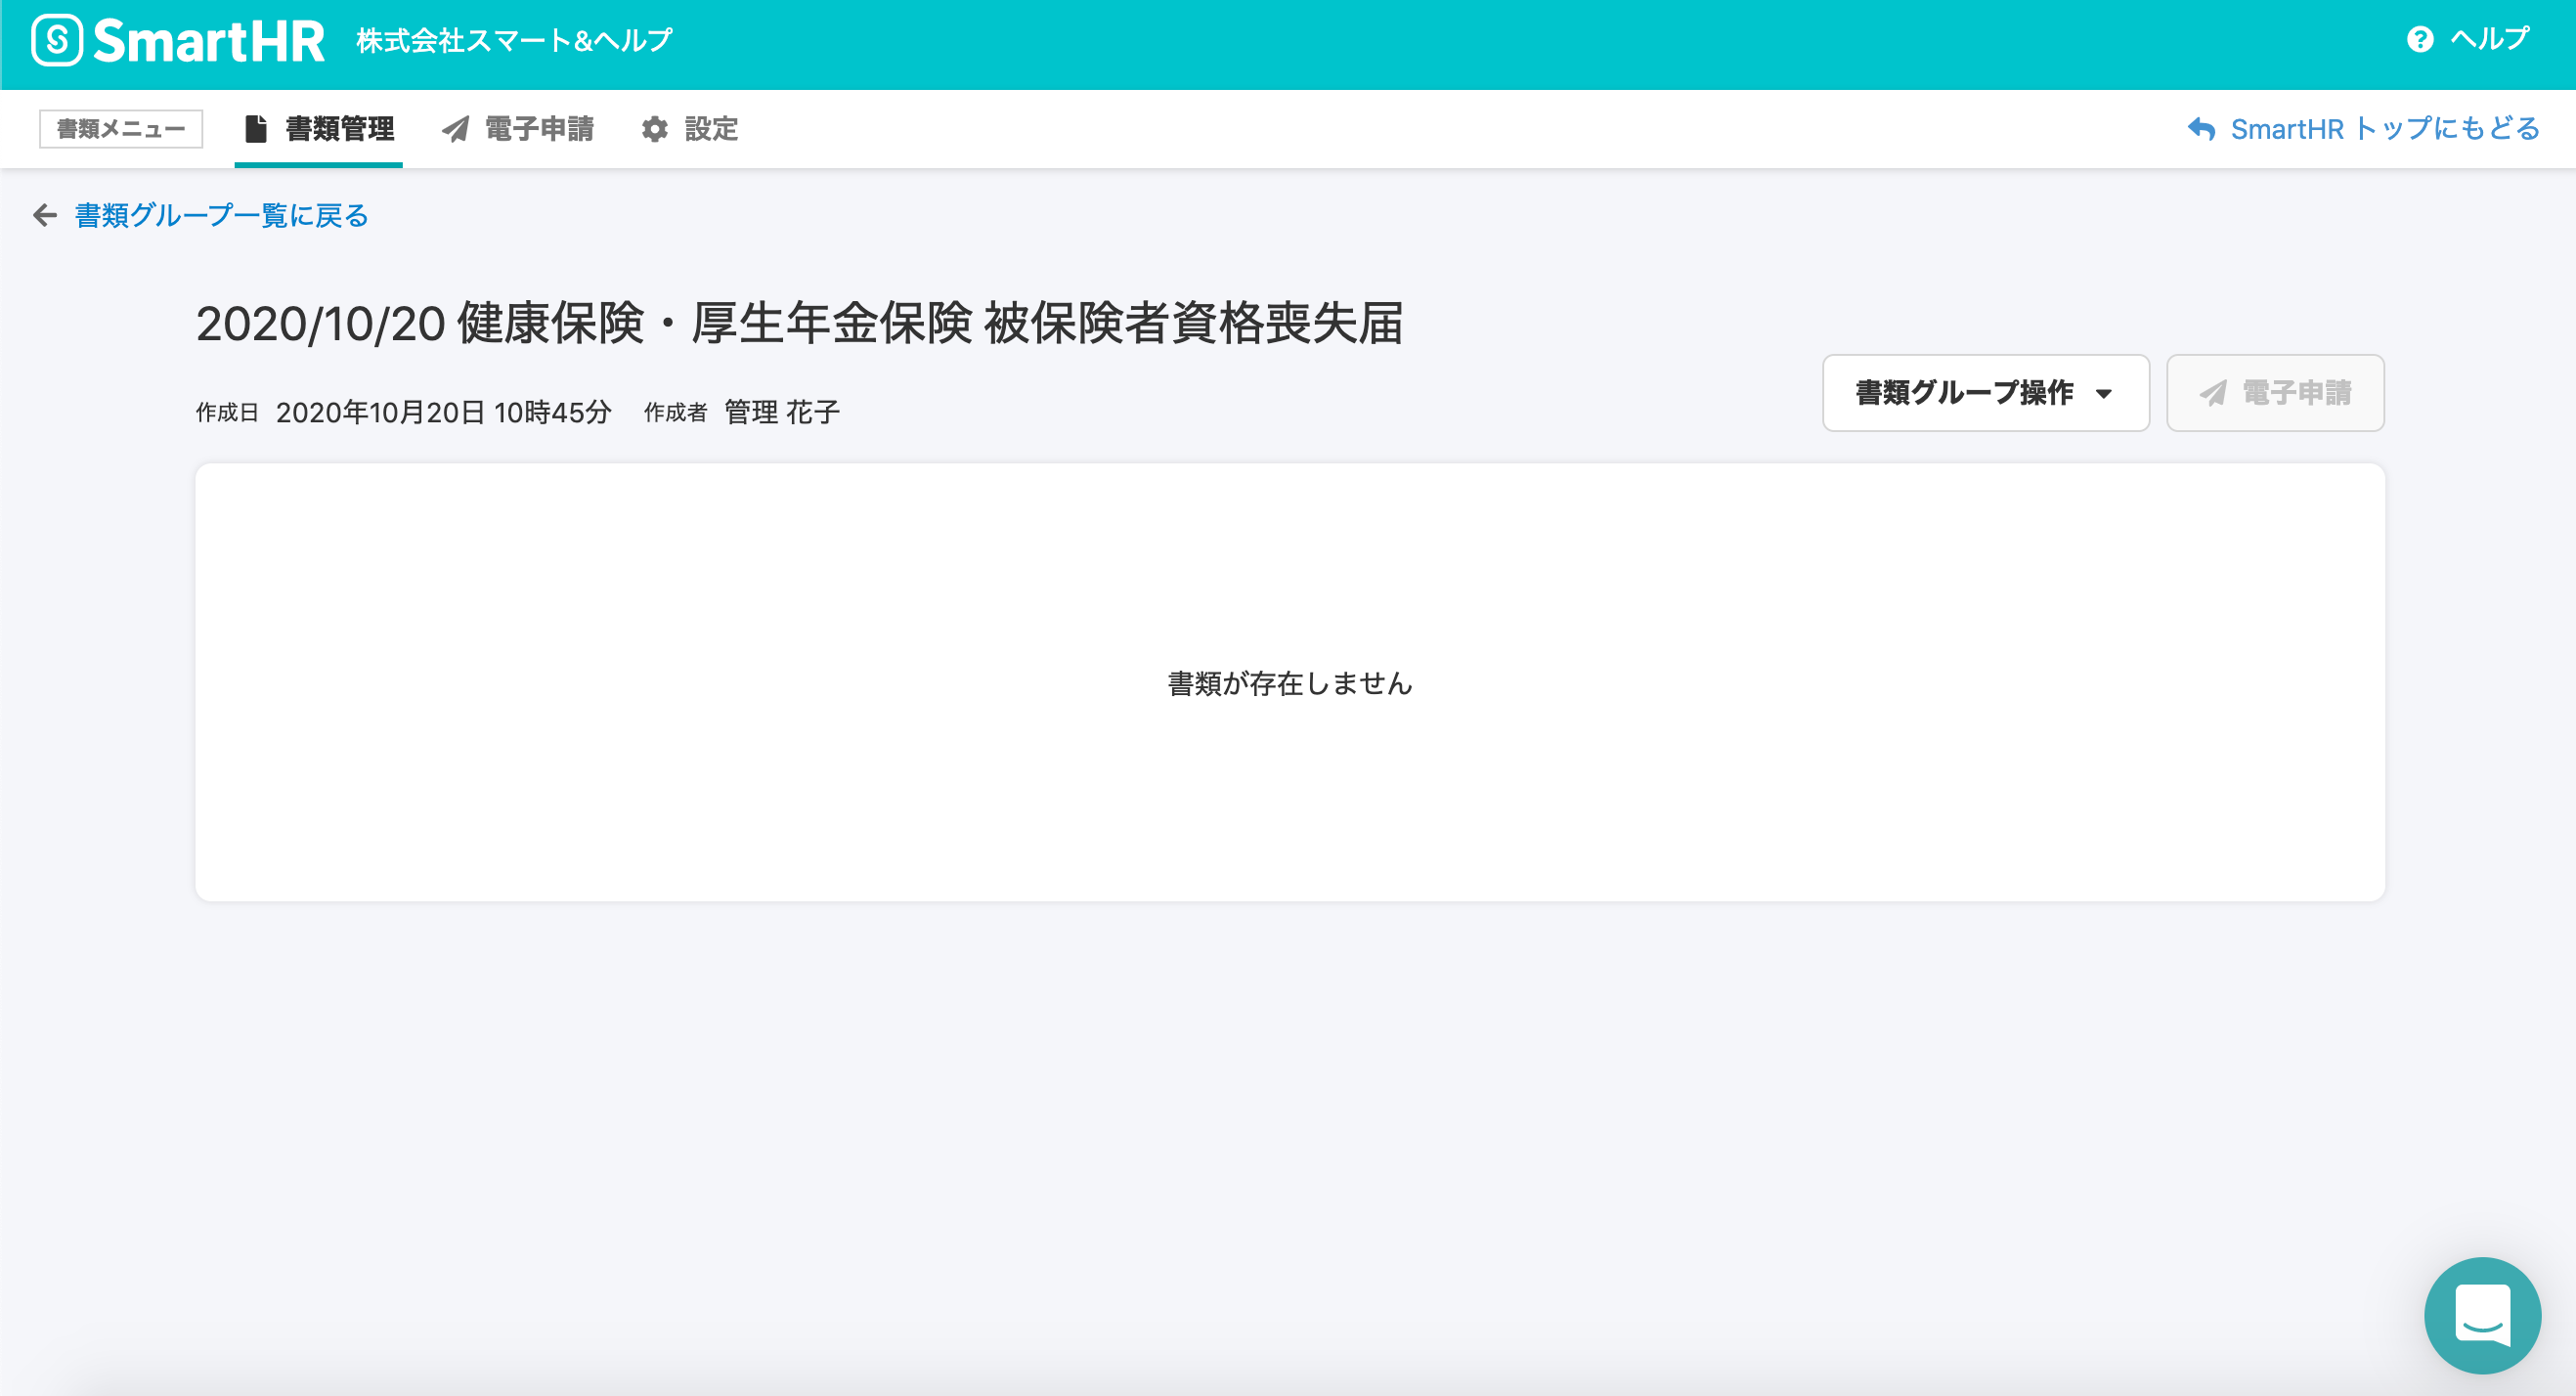 SmartHR 株式会社スマート&ヘルプ ヘルプ
書類メニュー 書類管理 電子申請 設定 SmartHR トップにもどる
書類グループ一覧に戻る
2020/10/20 健康保険・厚生年金保険 被保険者資格喪失届
作成日 2020年10月20日 10時45分 作成者 管理 花子 書類グループ操作 電子申請
書類が存在しません